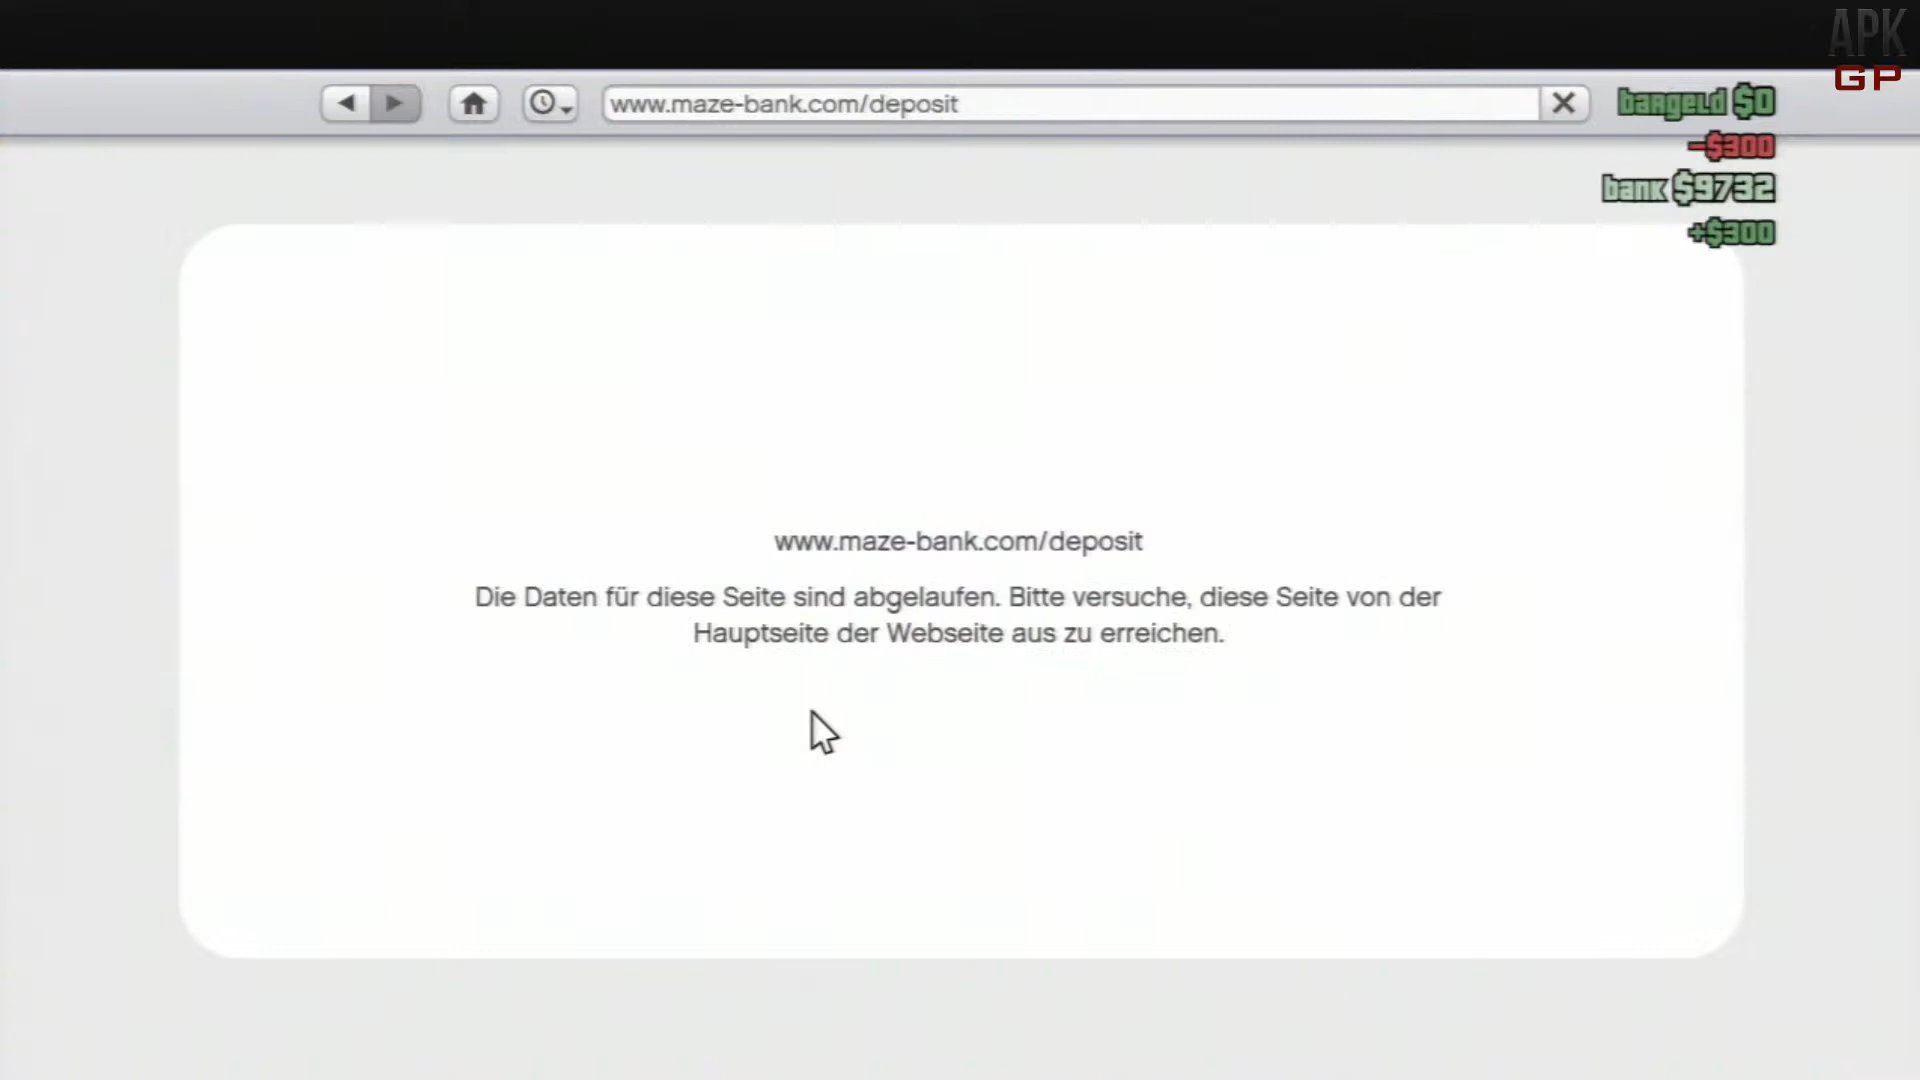 APK
GP
www.maze-bank.com/deposit
bargeld $0
-$300
bank $9732
+$300
www.maze-bank.com/deposit
Die Daten für diese Seite sind abgelaufen. Bitte versuche, diese Seite von der
Hauptseite der Webseite aus zu erreichen.